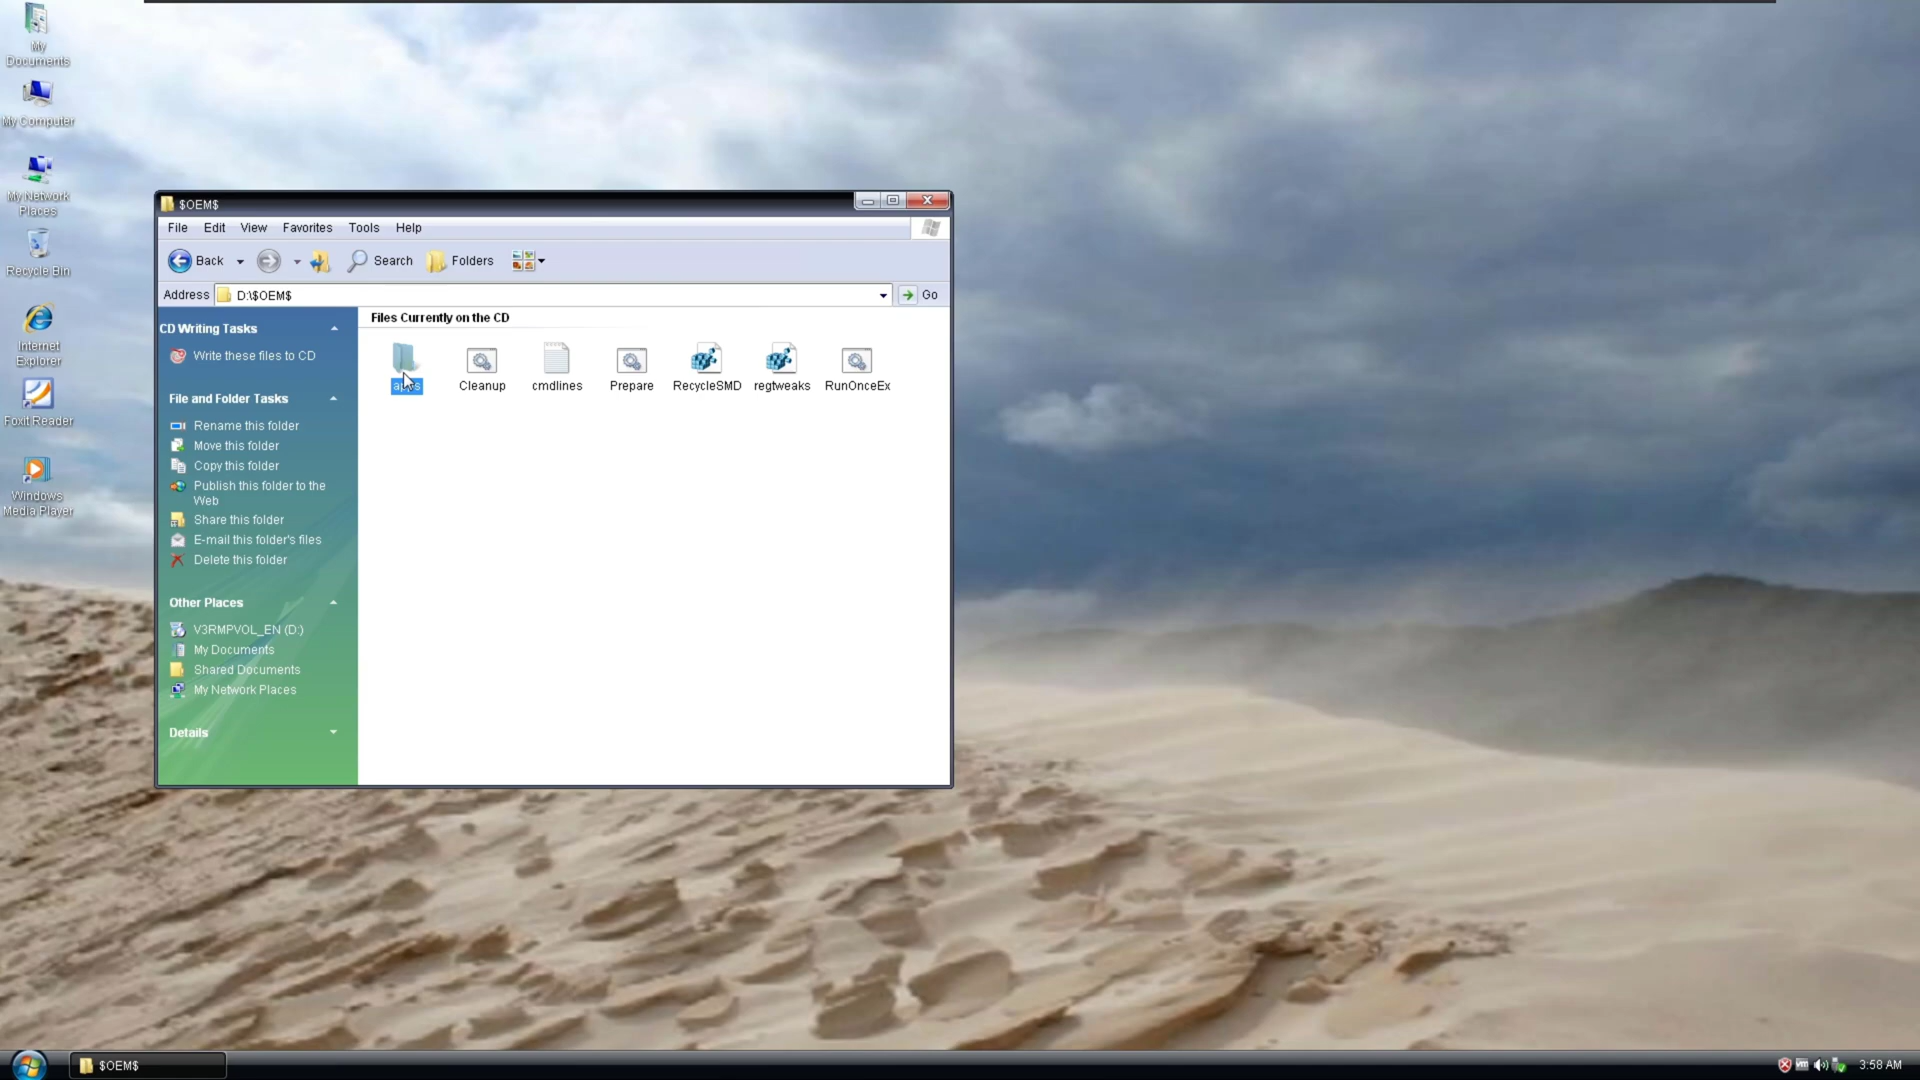 My
Documents
My Computer
My Network
Places
Recycle Bin
Internet
Explorer
Foxit Reader
Windows
Media Player
$OEM$
File Edit View Favorites Tools Help
Back Search Folders
Address D:\$OEM$ Go
CD Writing Tasks
Write these files to CD
File and Folder Tasks
Rename this folder
Move this folder
Copy this folder
Publish this folder to the
Web
Share this folder
E-mail this folder's files
Delete this folder
Other Places
V3RMPVOL_EN (D:)
My Documents
Shared Documents
My Network Places
Details
Files Currently on the CD
apps Cleanup cmdlines Prepare RecycleSMD regtweaks RunOnceEx
$OEM$
vm
3:58 AM